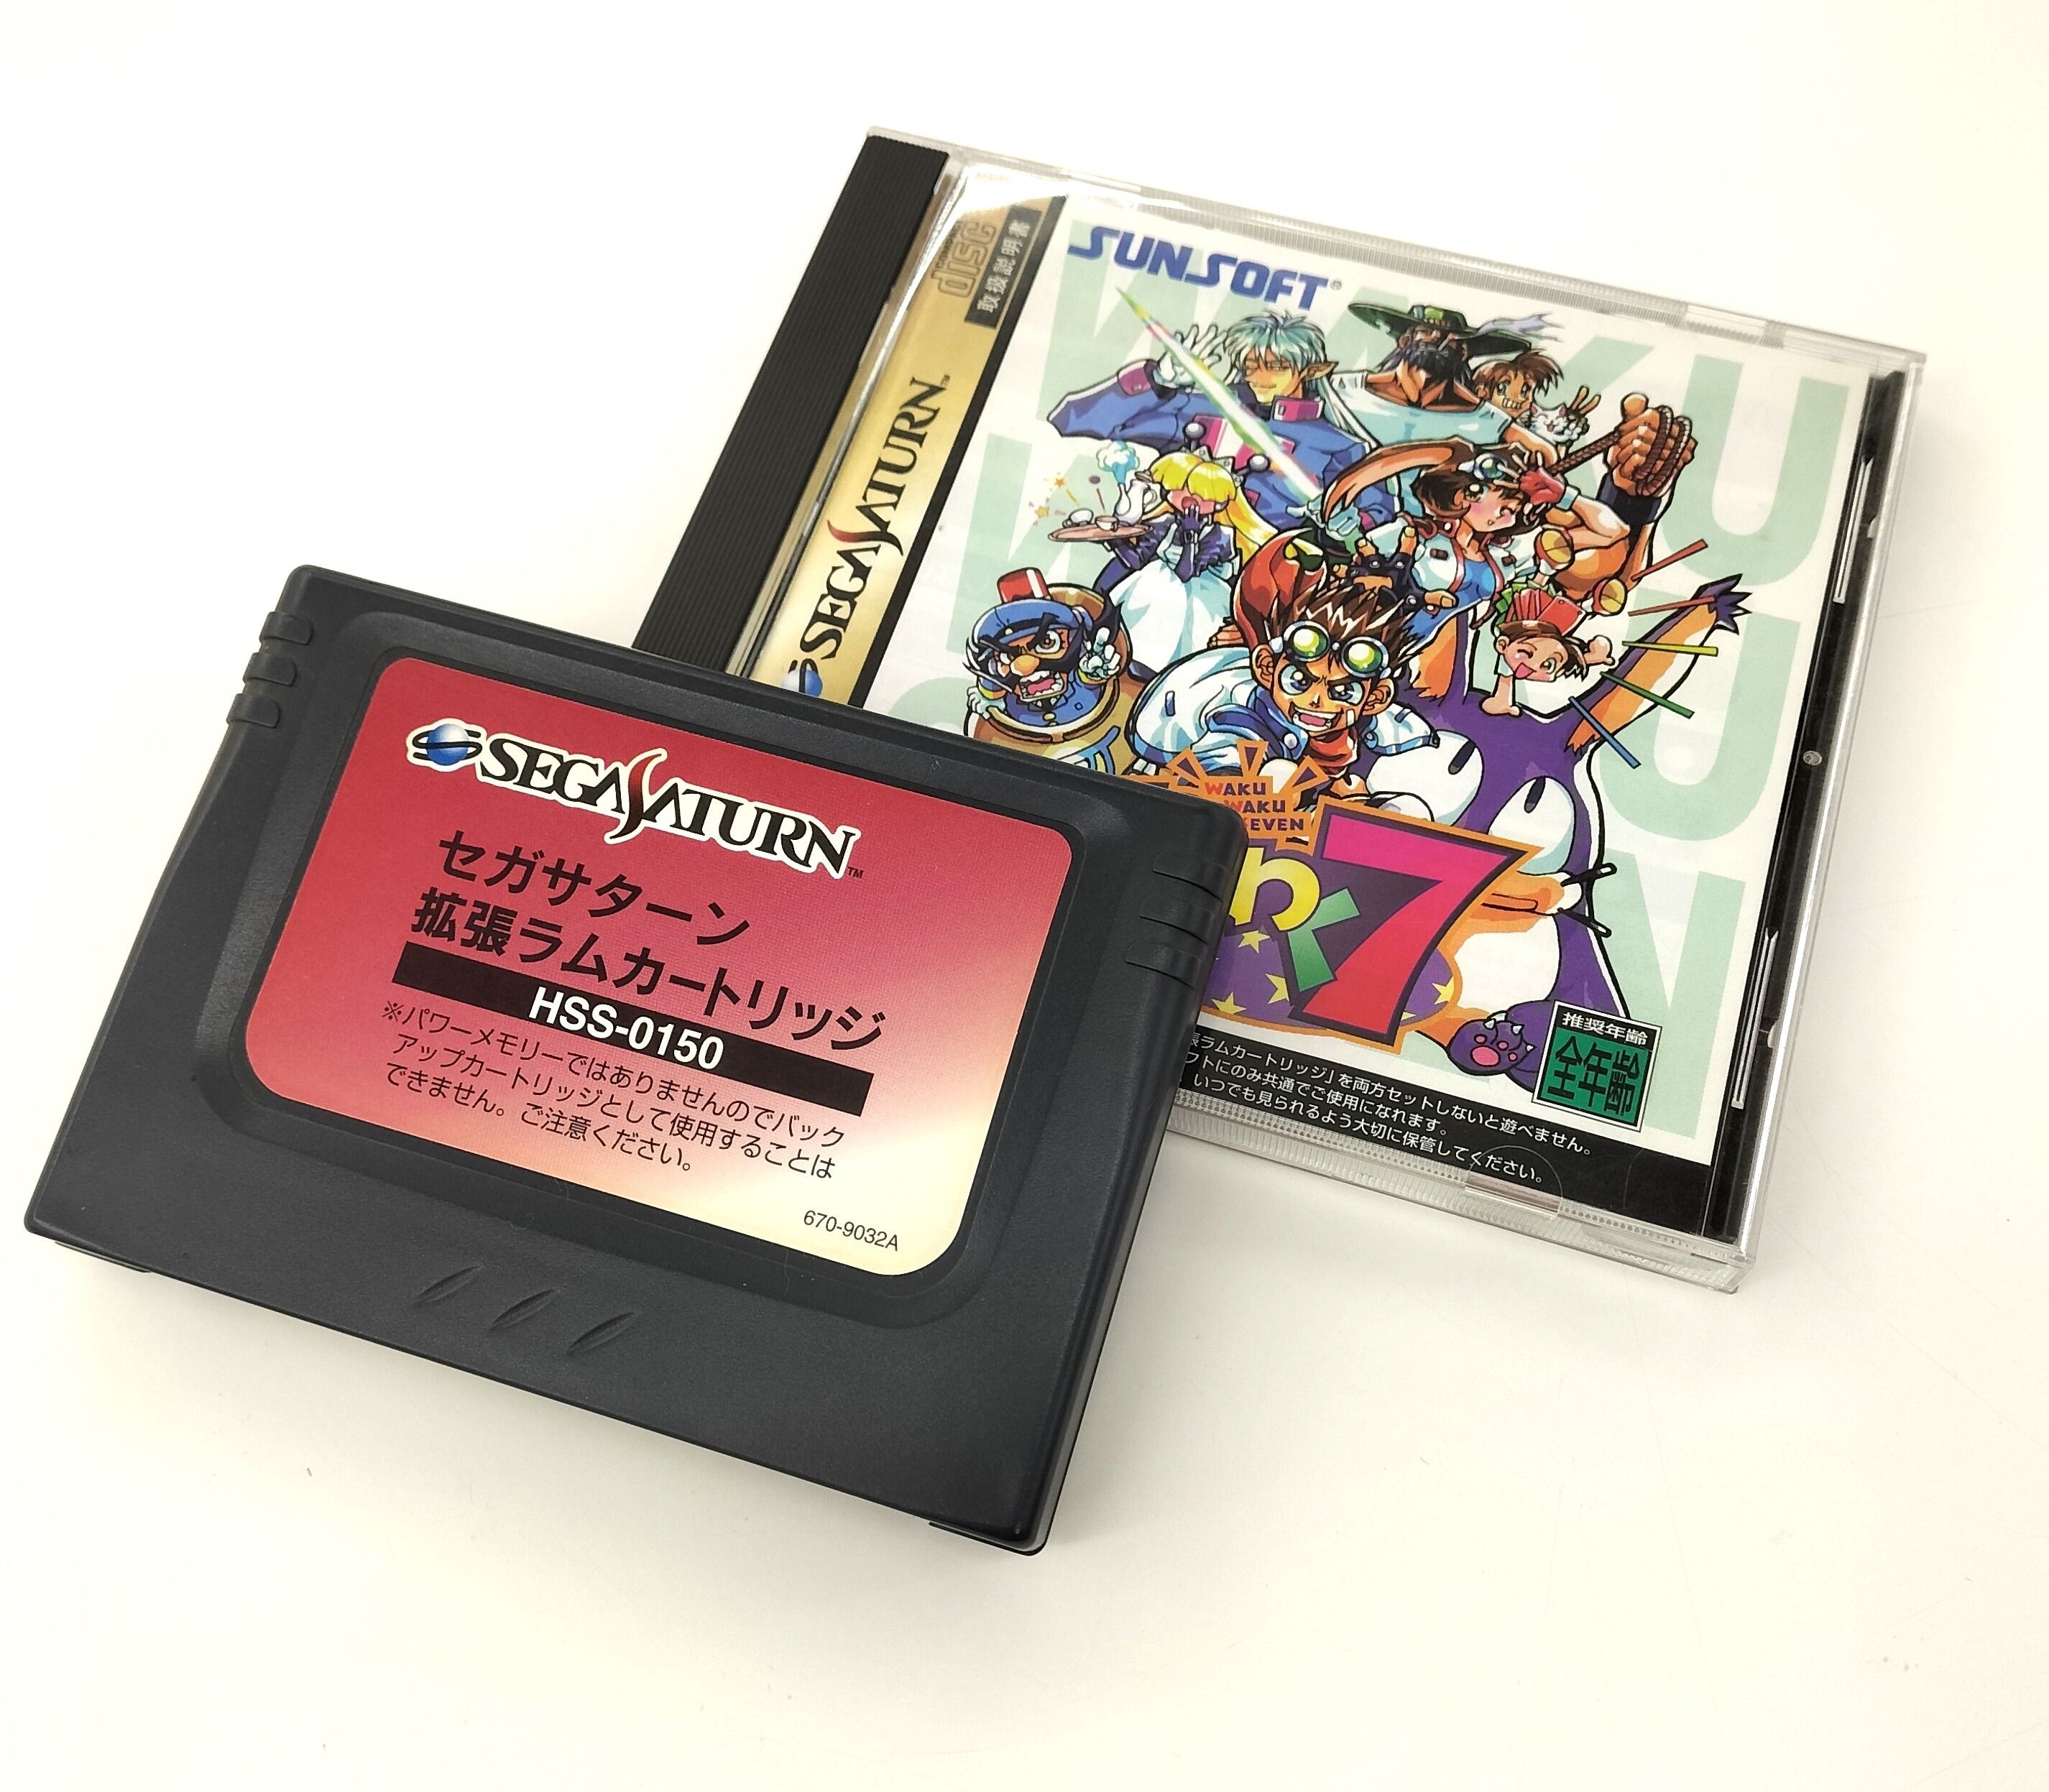 SUNSOFT®
COMPACT
disc
取扱説明書
SEGA SATURN™
WAKU
WAKU
SEVEN
わく7
推奨年齢
全年齢
張ラムカートリッジ」を両方セットしないと遊べません。
フトにのみ共通でご使用になれます。
いつでも見られるよう大切に保管してください。
SEGA SATURN™
セガサターン
拡張ラムカートリッジ
HSS-0150
※パワーメモリーではありませんのでバック
アップカートリッジとして使用することは
できません。ご注意ください。
670-9032A